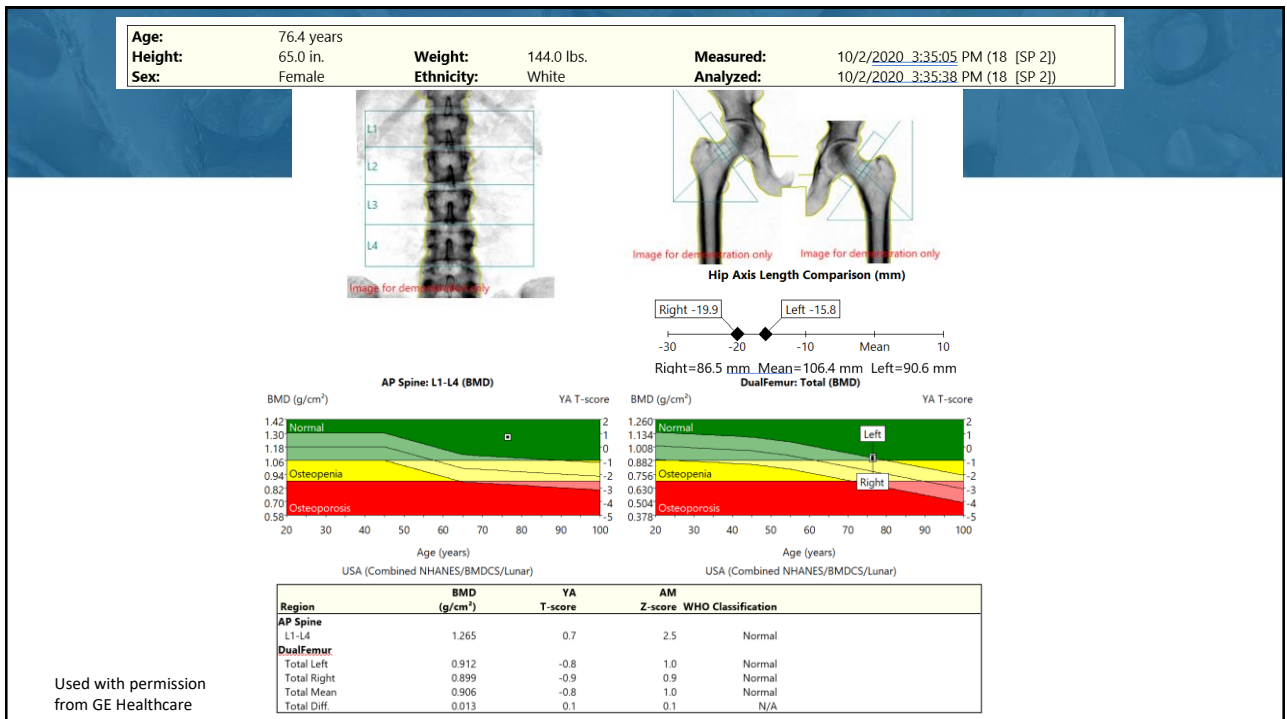 Age: 76.4 years
Height: 65.0 in. Weight: 144.0 lbs. Measured: 10/2/2020 3:35:05 PM (18 [SP 2])
Sex: Female Ethnicity: White Analyzed: 10/2/2020 3:35:38 PM (18 [SP 2])
L1
L2
L3
L4
Image for demonstration only
Image for demonstration only
Image for demonstration only
Hip Axis Length Comparison (mm)
Right -19.9 Left -15.8
-30 -20 -10 Mean 10
Right=86.5 mm Mean=106.4 mm Left=90.6 mm
AP Spine: L1-L4 (BMD)
BMD (g/cm²) YA T-score
1.42 2
Normal
1.30 1
1.18 0
1.06 -1
Osteopenia
0.94 -2
0.82 -3
0.70 -4
Osteoporosis
0.58 -5
20 30 40 50 60 70 80 90 100
Age (years)
USA (Combined NHANES/BMDCS/Lunar)
DualFemur: Total (BMD)
BMD (g/cm²) YA T-score
1.260 2
Normal
1.134 1
Left
1.008 0
0.882 -1
Osteopenia
0.756 -2
Right
0.630 -3
0.504 -4
Osteoporosis
0.378 -5
20 30 40 50 60 70 80 90 100
Age (years)
USA (Combined NHANES/BMDCS/Lunar)
BMD YA AM
Region (g/cm²) T-score Z-score WHO Classification
AP Spine
L1-L4 1.265 0.7 2.5 Normal
DualFemur
Total Left 0.912 -0.8 1.0 Normal
Total Right 0.899 -0.9 0.9 Normal
Total Mean 0.906 -0.8 1.0 Normal
Total Diff. 0.013 0.1 0.1 N/A
Used with permission
from GE Healthcare